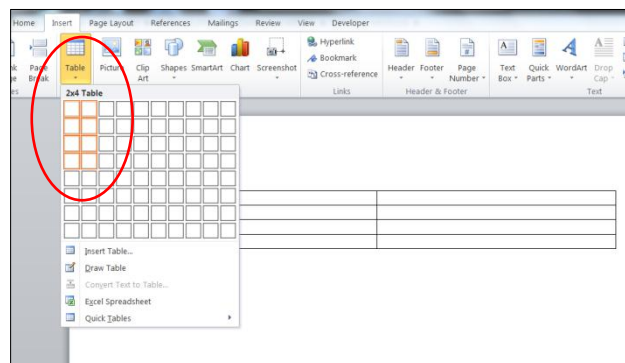 Home Insert Page Layout References Mailings Review View Developer
Page Break
Table
Picture
Clip Art
Shapes
SmartArt
Chart
Screenshot
Hyperlink
Bookmark
Cross-reference
Links
Header
Footer
Page Number
Header & Footer
Text Box
Quick Parts
WordArt
Drop Cap
Text
2x4 Table
Insert Table...
Draw Table
Convert Text to Table...
Excel Spreadsheet
Quick Tables